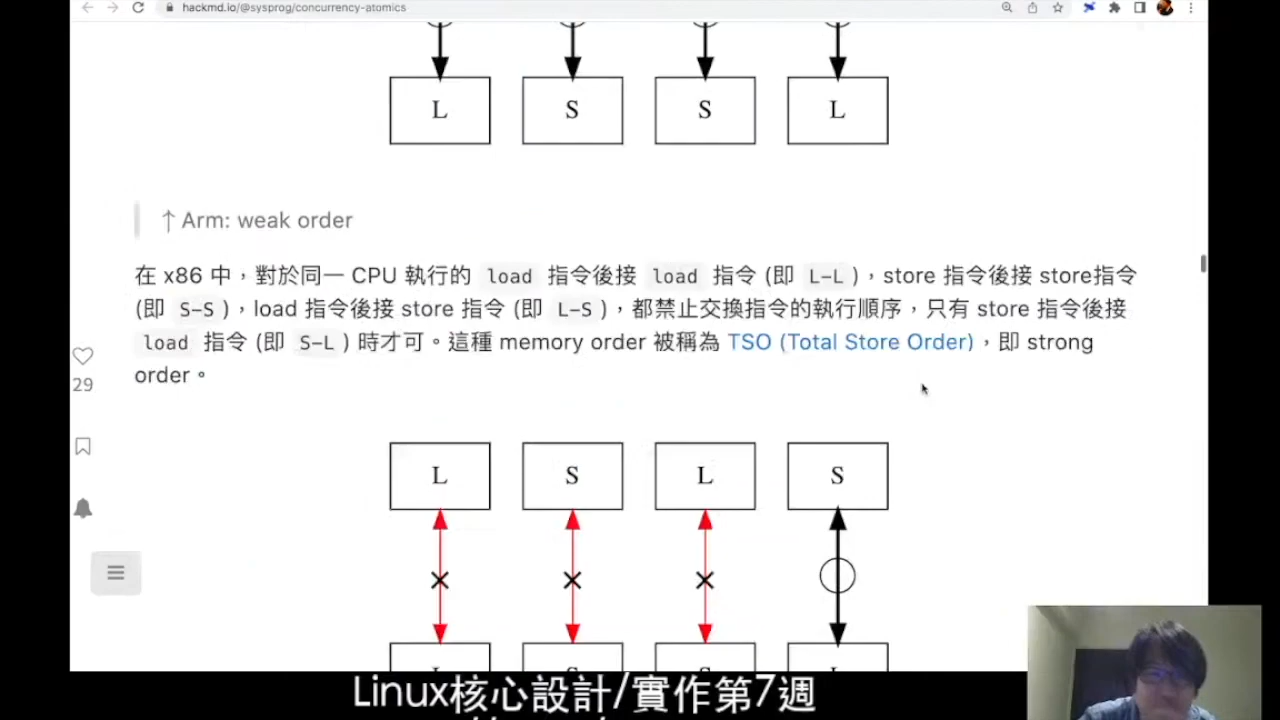 hackmd.io/@sysprog/concurrency-atomics
L S S L
↑ Arm: weak order
在 x86 中，對於同一 CPU 執行的 load 指令後接 load 指令 (即 L-L)，store 指令後接 store指令
(即 S-S)，load 指令後接 store 指令 (即 L-S)，都禁止交換指令的執行順序，只有 store 指令後接
load 指令 (即 S-L) 時才可。這種 memory order 被稱為 TSO (Total Store Order)，即 strong
order。
29
L S L S
Linux核心設計/實作第7週